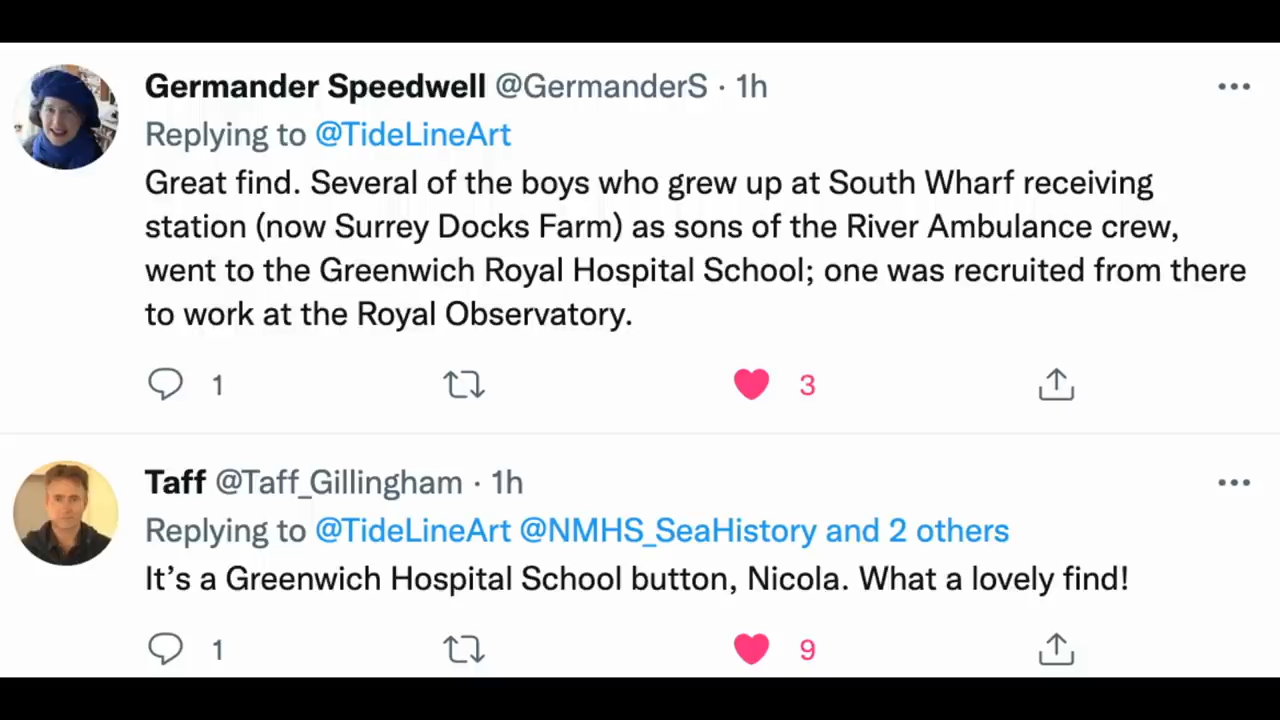 Germander Speedwell @GermanderS · 1h
Replying to @TideLineArt
Great find. Several of the boys who grew up at South Wharf receiving
station (now Surrey Docks Farm) as sons of the River Ambulance crew,
went to the Greenwich Royal Hospital School; one was recruited from there
to work at the Royal Observatory.
1 3
Taff @Taff_Gillingham · 1h
Replying to @TideLineArt @NMHS_SeaHistory and 2 others
It’s a Greenwich Hospital School button, Nicola. What a lovely find!
1 9